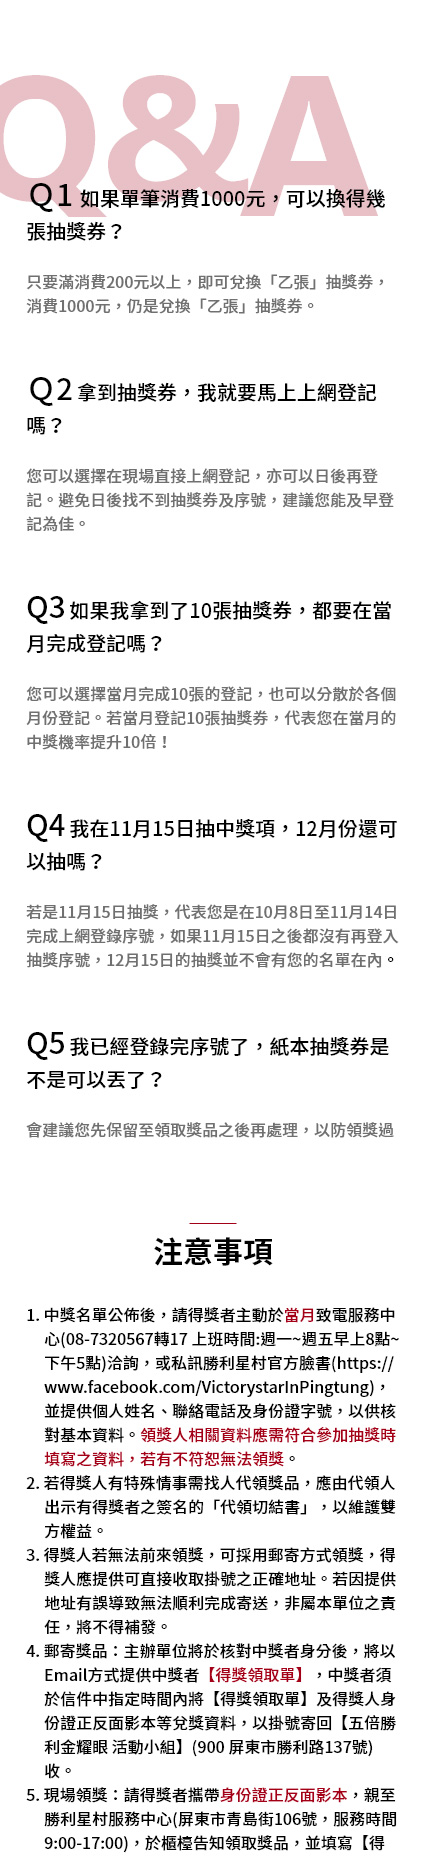 Q&A
Q1 如果單筆消費1000元，可以換得幾
張抽獎券？
只要滿消費200元以上，即可兌換「乙張」抽獎券，
消費1000元，仍是兌換「乙張」抽獎券。
Q2 拿到抽獎券，我就要馬上上網登記
嗎？
您可以選擇在現場直接上網登記，亦可以日後再登
記。避免日後找不到抽獎券及序號，建議您能及早登
記為佳。
Q3 如果我拿到了10張抽獎券，都要在當
月完成登記嗎？
您可以選擇當月完成10張的登記，也可以分散於各個
月份登記。若當月登記10張抽獎券，代表您在當月的
中獎機率提升10倍！
Q4 我在11月15日抽中獎項，12月份還可
以抽嗎？
若是11月15日抽獎，代表您是在10月8日至11月14日
完成上網登錄序號，如果11月15日之後都沒有再登入
抽獎序號，12月15日的抽獎並不會有您的名單在內。
Q5 我已經登錄完序號了，紙本抽獎券是
不是可以丟了？
會建議您先保留至領取獎品之後再處理，以防領獎過
注意事項
1. 中獎名單公佈後，請得獎者主動於當月致電服務中
心(08-7320567轉17 上班時間:週一~週五早上8點~
下午5點)洽詢，或私訊勝利星村官方臉書(https://
www.facebook.com/VictorystarInPingtung)，
並提供個人姓名、聯絡電話及身份證字號，以供核
對基本資料。領獎人相關資料應需符合參加抽獎時
填寫之資料，若有不符恕無法領獎。
2. 若得獎人有特殊情事需找人代領獎品，應由代領人
出示有得獎者之簽名的「代領切結書」，以維護雙
方權益。
3. 得獎人若無法前來領獎，可採用郵寄方式領獎，得
獎人應提供可直接收取掛號之正確地址。若因提供
地址有誤導致無法順利完成寄送，非屬本單位之責
任，將不得補發。
4. 郵寄獎品：主辦單位將於核對中獎者身分後，將以
Email方式提供中獎者【得獎領取單】，中獎者須
於信件中指定時間內將【得獎領取單】及得獎人身
份證正反面影本等兌獎資料，以掛號寄回【五倍勝
利金耀眼 活動小組】(900 屏東市勝利路137號)
收。
5. 現場領獎：請得獎者攜帶身份證正反面影本，親至
勝利星村服務中心(屏東市青島街106號，服務時間
9:00-17:00)，於櫃檯告知領取獎品，並填寫【得